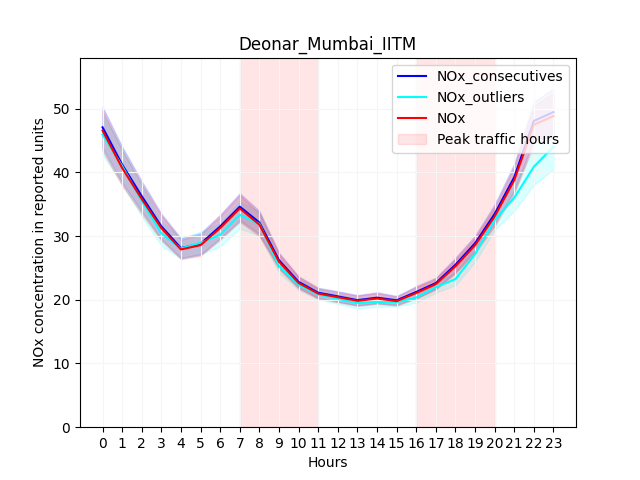 Deonar_Mumbai_IITM
NOx_consecutives
NOx_outliers
NOx
Peak traffic hours
NOx concentration in reported units
50
40
30
20
10
0
0 1 2 3 4 5 6 7 8 9 10 11 12 13 14 15 16 17 18 19 20 21 22 23
Hours